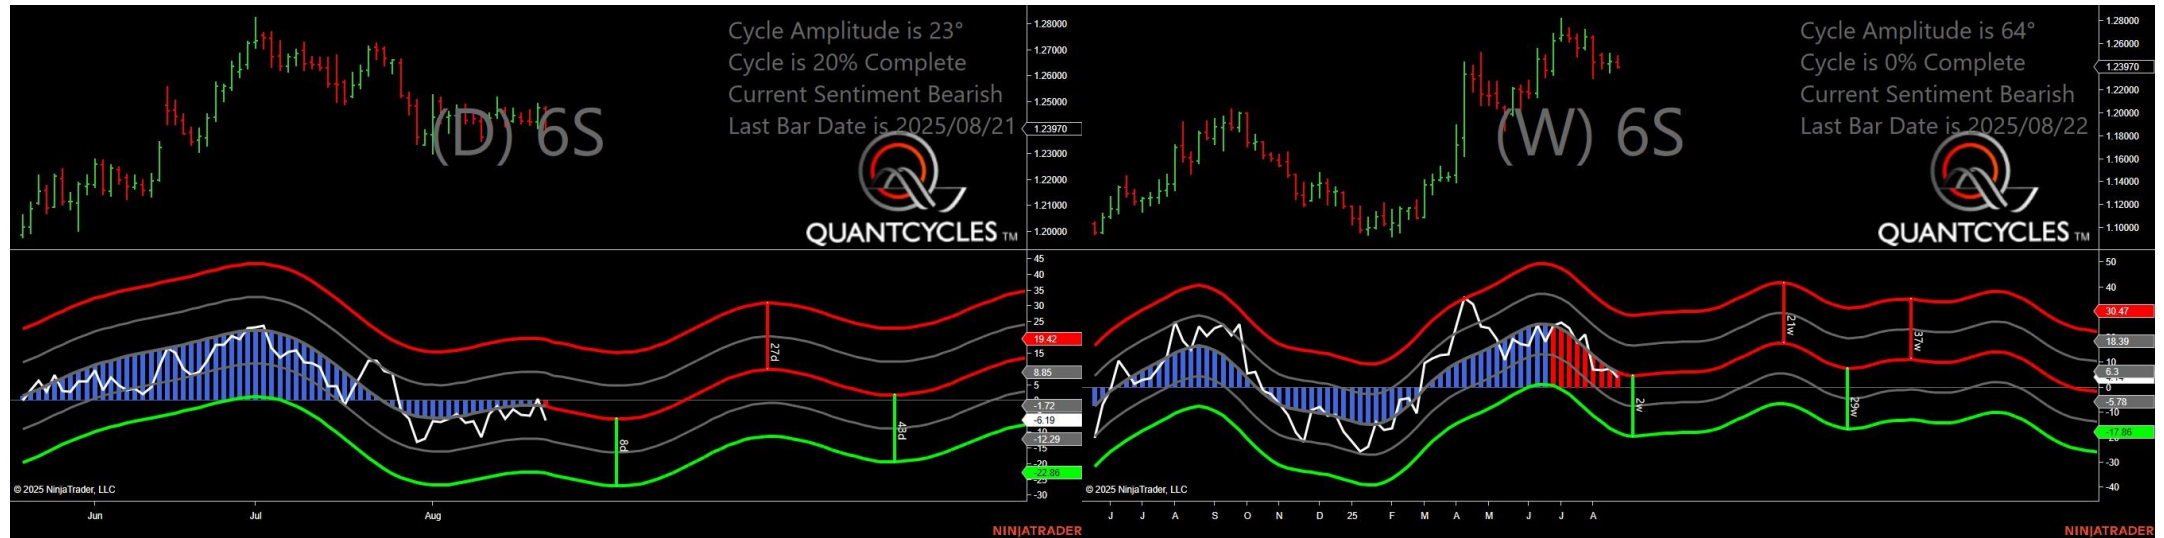 Cycle Amplitude is 23°
Cycle is 20% Complete
Current Sentiment Bearish
Last Bar Date is 2025/08/21
(D) 6S
QUANTCYCLES TM
1.28000
1.27000
1.26000
1.25000
1.23970
1.23000
1.22000
1.21000
1.20000
45
40
35
30
25
19.42
15
8.85
5
-1.72
-6.19
-12.29
-15
-20
-22.86
-25
-30
27d
8d
43d
© 2025 NinjaTrader, LLC
Jun
Jul
Aug
NINJATRADER
Cycle Amplitude is 64°
Cycle is 0% Complete
Current Sentiment Bearish
Last Bar Date is 2025/08/22
(W) 6S
QUANTCYCLES TM
1.28000
1.26000
1.23970
1.22000
1.20000
1.18000
1.16000
1.14000
1.12000
1.10000
50
40
30.47
18.39
10
6.3
0
-5.78
-10
-17.86
-30
-40
21w
37w
2w
29w
© 2025 NinjaTrader, LLC
J J A S O N D 25 F M A M J J A
NINJATRADER